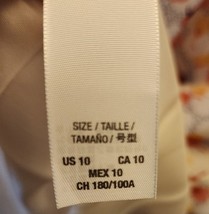 SIZE / TAILLE /
TAMAÑO / 号型
US 10 CA 10
MEX 10
CH 180/100A